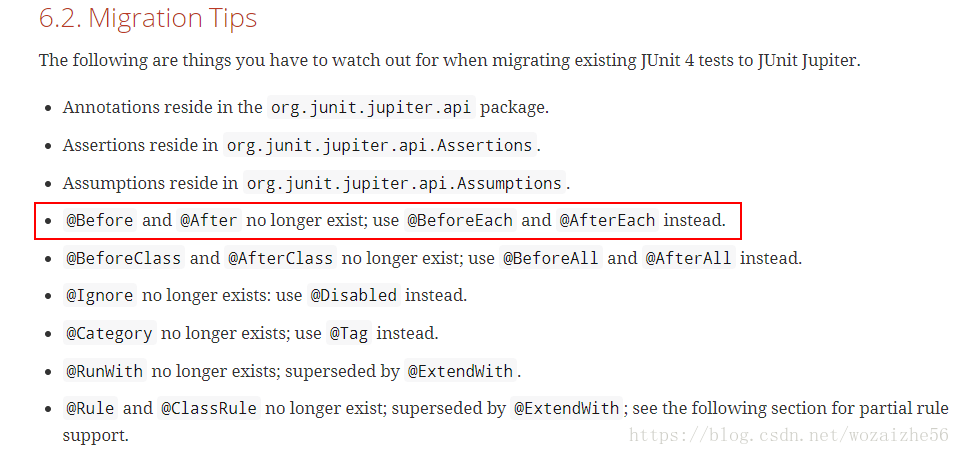 6.2. Migration Tips
The following are things you have to watch out for when migrating existing JUnit 4 tests to JUnit Jupiter.
• Annotations reside in the org.junit.jupiter.api package.
• Assertions reside in org.junit.jupiter.api.Assertions.
• Assumptions reside in org.junit.jupiter.api.Assumptions.
• @Before and @After no longer exist; use @BeforeEach and @AfterEach instead.
• @BeforeClass and @AfterClass no longer exist; use @BeforeAll and @AfterAll instead.
• @Ignore no longer exists: use @Disabled instead.
• @Category no longer exists; use @Tag instead.
• @RunWith no longer exists; superseded by @ExtendWith.
• @Rule and @ClassRule no longer exist; superseded by @ExtendWith; see the following section for partial rule
support.
https://blog.csdn.net/wozaizhe56